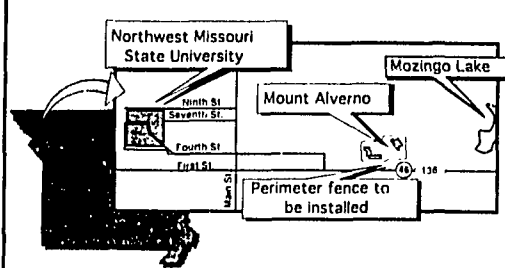 Northwest Missouri
State University
Mozingo Lake
Mount Alverno
Ninth St
Seventh St.
Fourth St
First St
Main St
46 136
Perimeter fence to
be installed